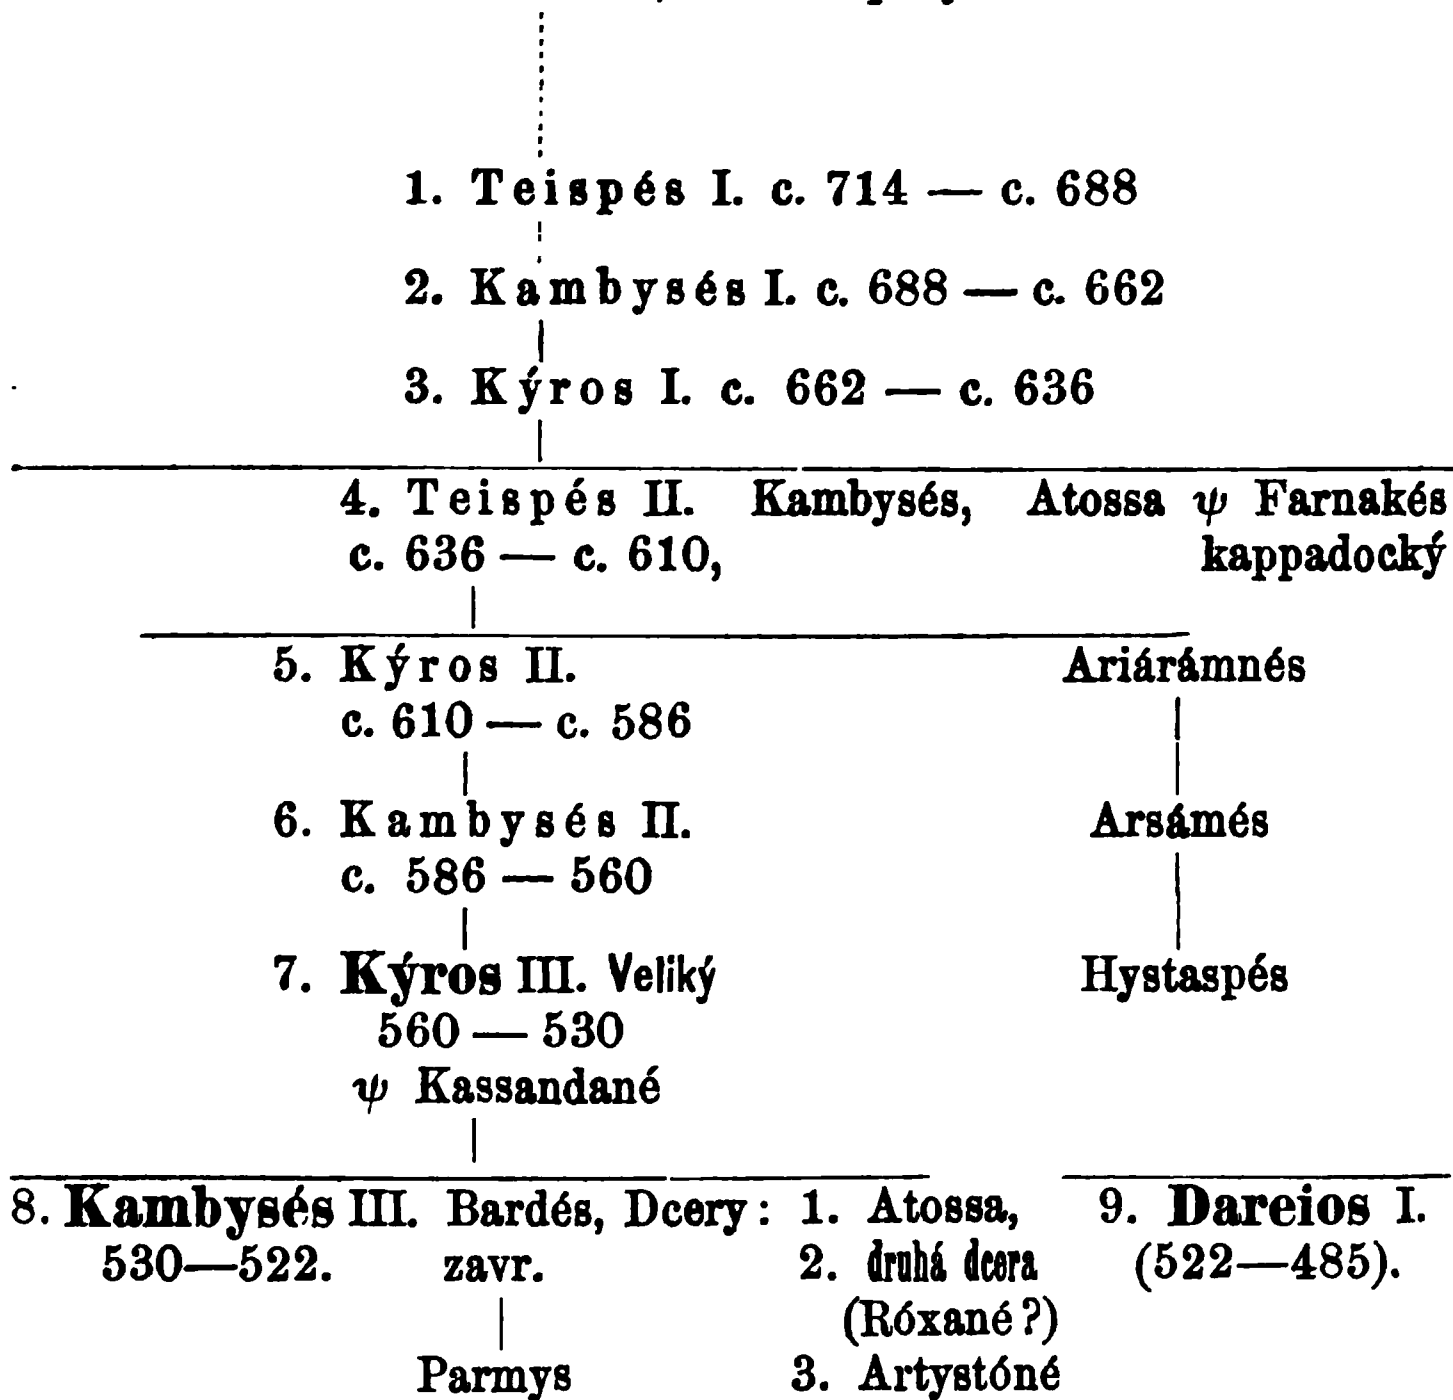 1. Teispés I. c. 714 — c. 688
2. Kambysés I. c. 688 — c. 662
3. Kýros I. c. 662 — c. 636
4. Teispés II. Kambysés, Atossa ψ Farnakés
c. 636 — c. 610, kappadocký
5. Kýros II. Ariárámnés
c. 610 — c. 586
6. Kambysés II. Arsámés
c. 586 — 560
7. Kýros III. Veliký Hystaspés
560 — 530
ψ Kassandané
8. Kambysés III. Bardés, Dcery: 1. Atossa, 9. Dareios I.
530—522. zavr. 2. druhá dcera (522—485).
(Róxané?)
Parmys 3. Artystóné